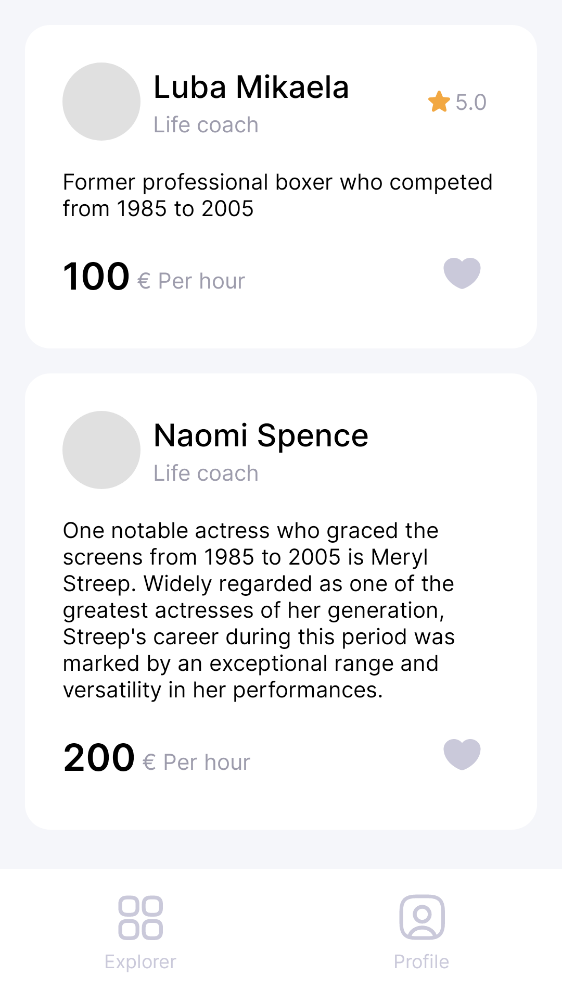 Luba Mikaela
5.0
Life coach
Former professional boxer who competed
from 1985 to 2005
100 € Per hour
Naomi Spence
Life coach
One notable actress who graced the
screens from 1985 to 2005 is Meryl
Streep. Widely regarded as one of the
greatest actresses of her generation,
Streep's career during this period was
marked by an exceptional range and
versatility in her performances.
200 € Per hour
Explorer
Profile